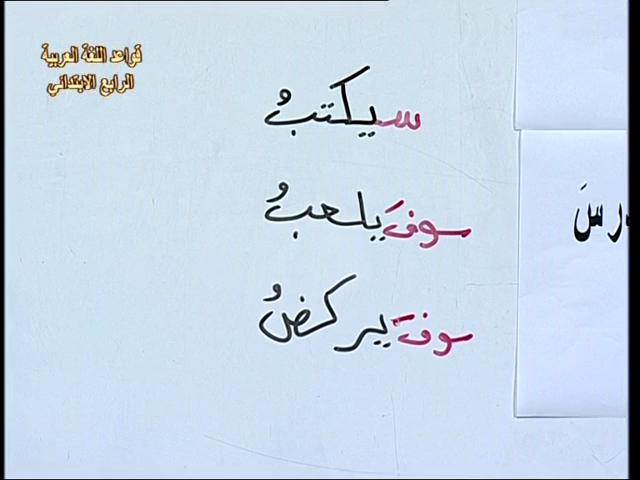 قواعد اللغة العربية
الرابع الابتدائي
سيكتبُ
سوفَ يلعبُ
سوفَ يركضُ